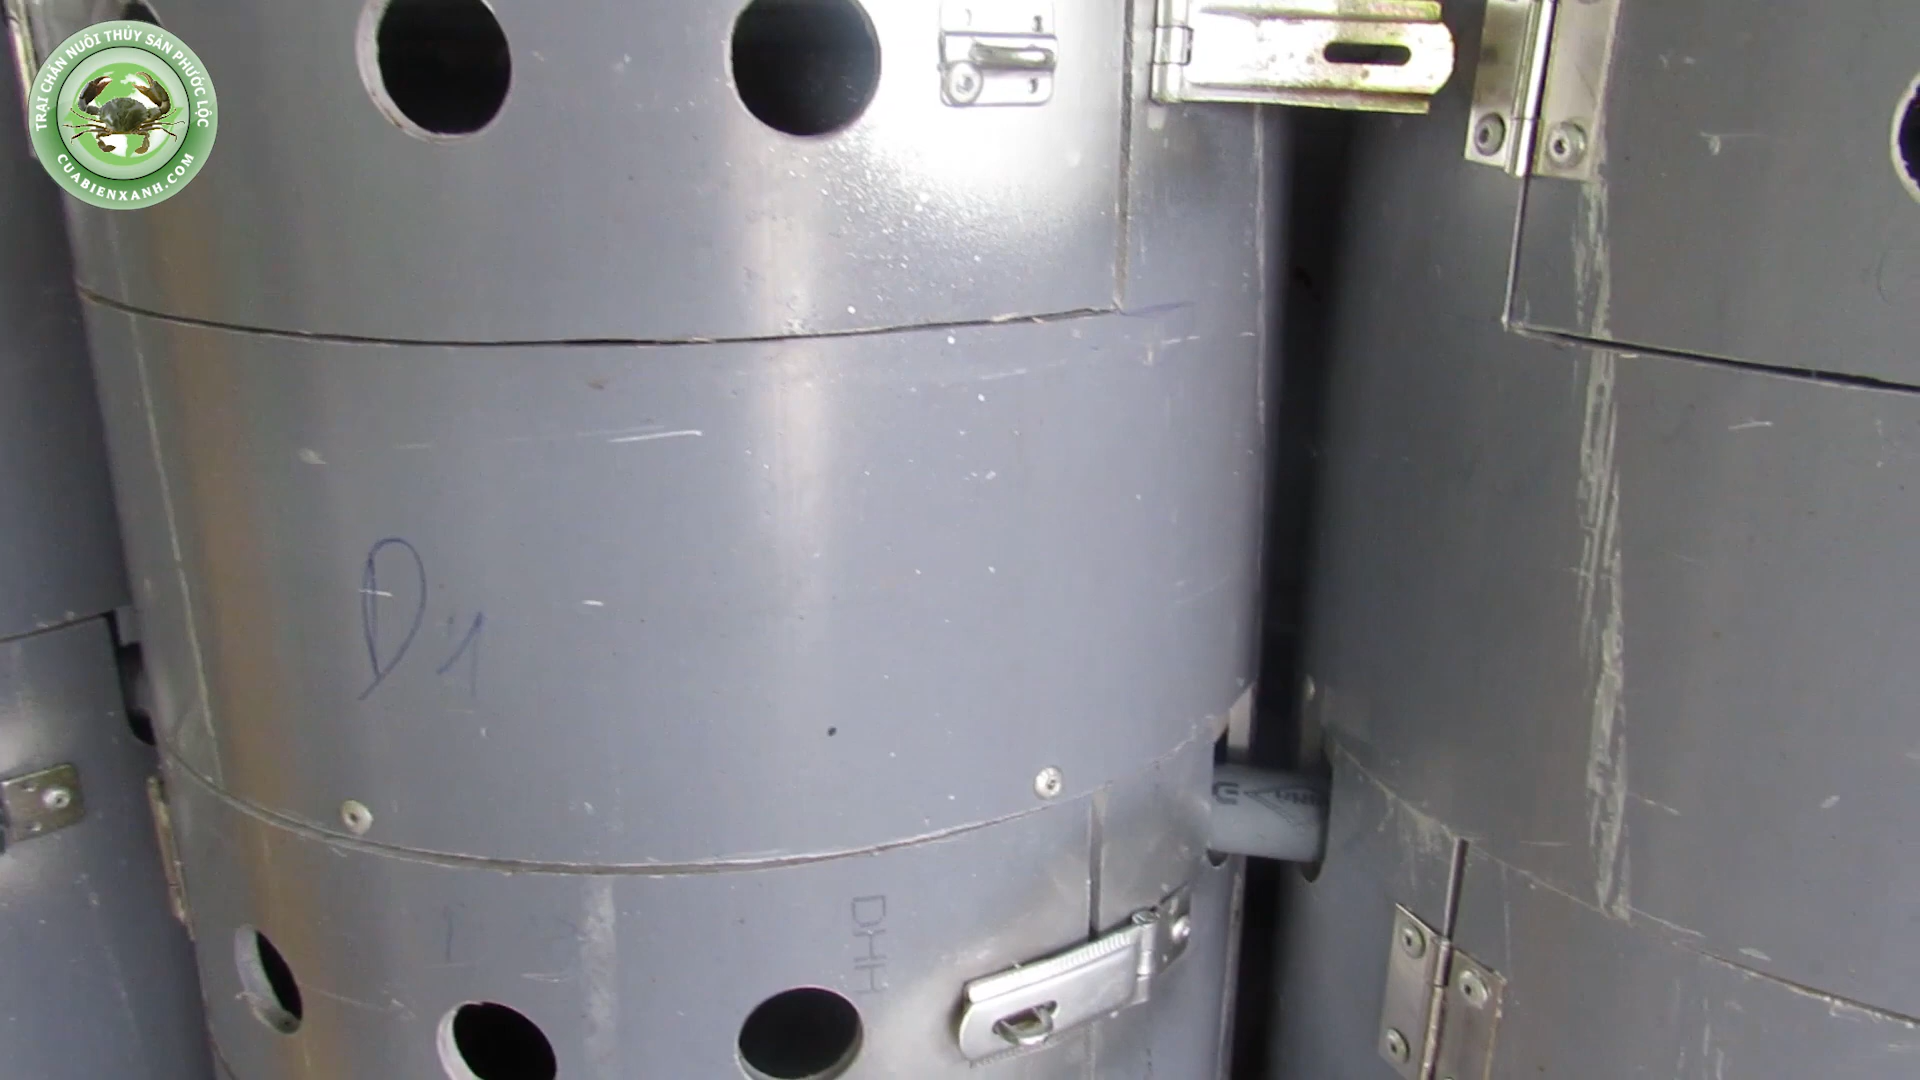 TRẠI CHĂN NUÔI THỦY SẢN PHƯỚC LỘC
CUABIENXANH.COM
D1
DHH